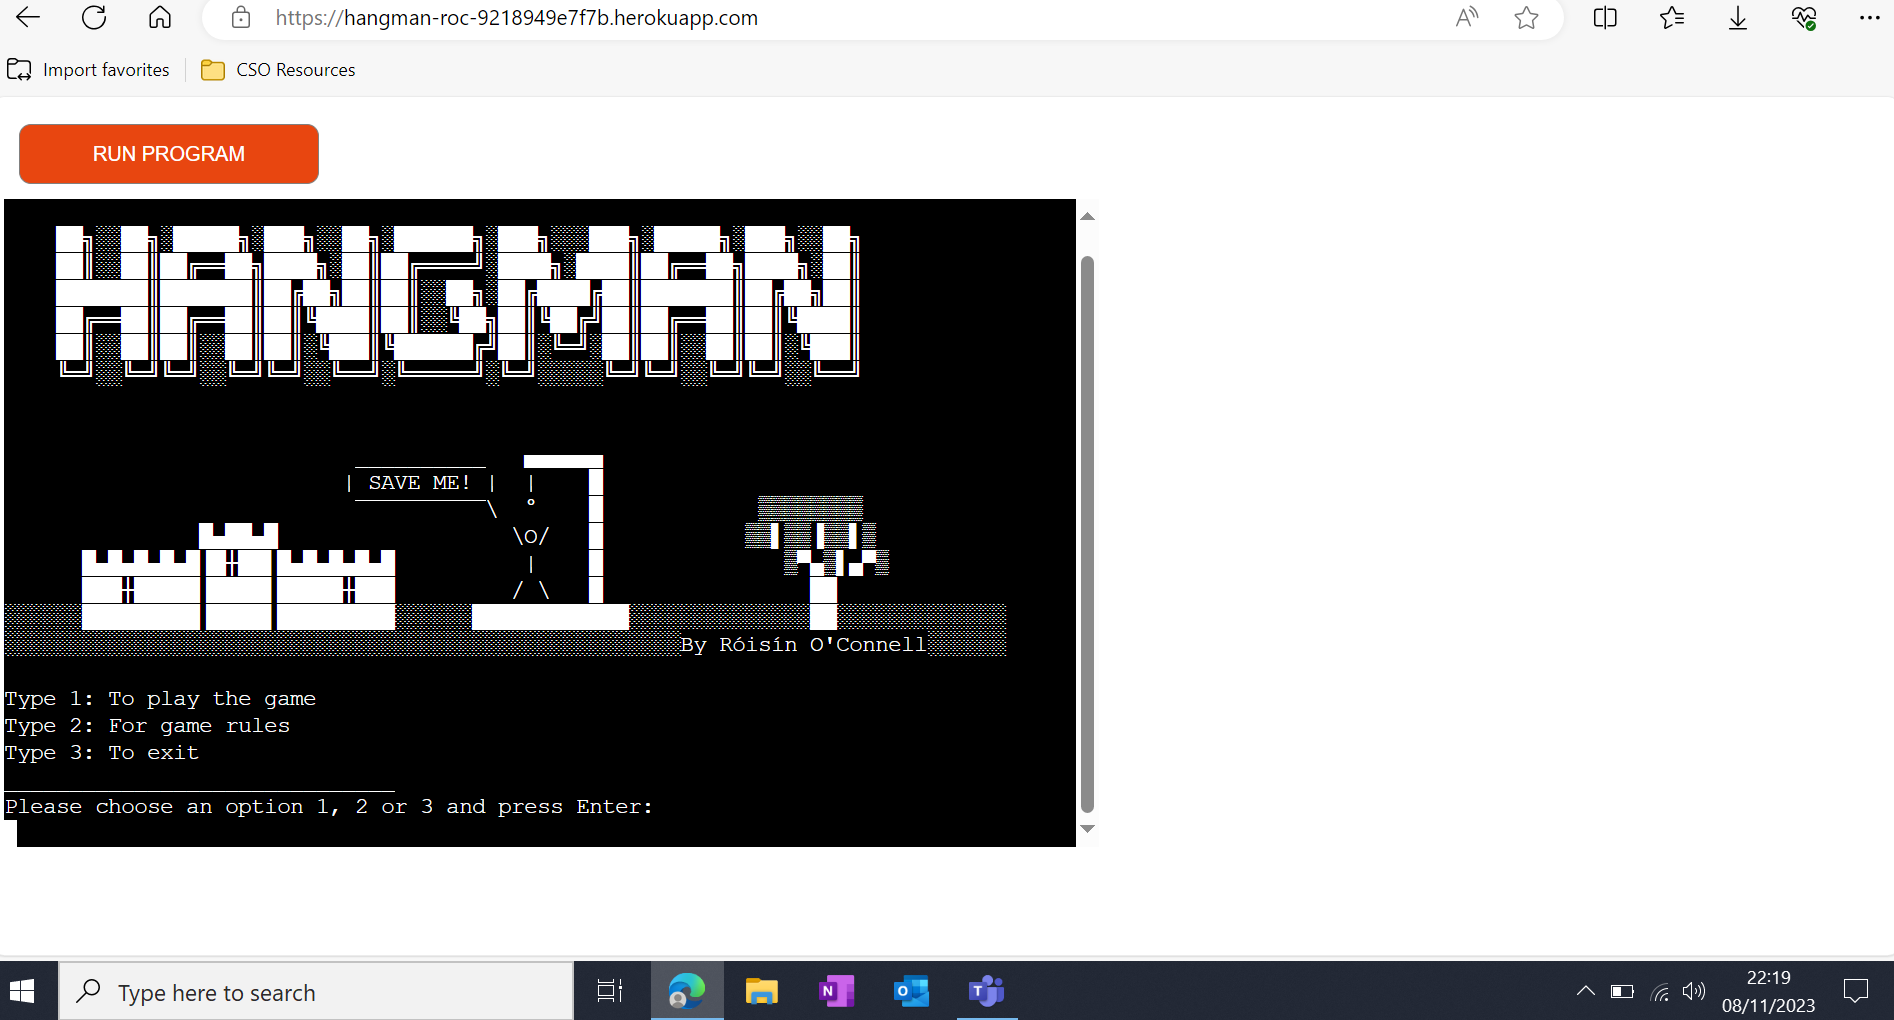 https://hangman-roc-9218949e7f7b.herokuapp.com
Import favorites
CSO Resources
RUN PROGRAM
HANGMAN
SAVE ME!
By Róisín O'Connell
Type 1: To play the game
Type 2: For game rules
Type 3: To exit
Please choose an option 1, 2 or 3 and press Enter:
Type here to search
22:19
08/11/2023